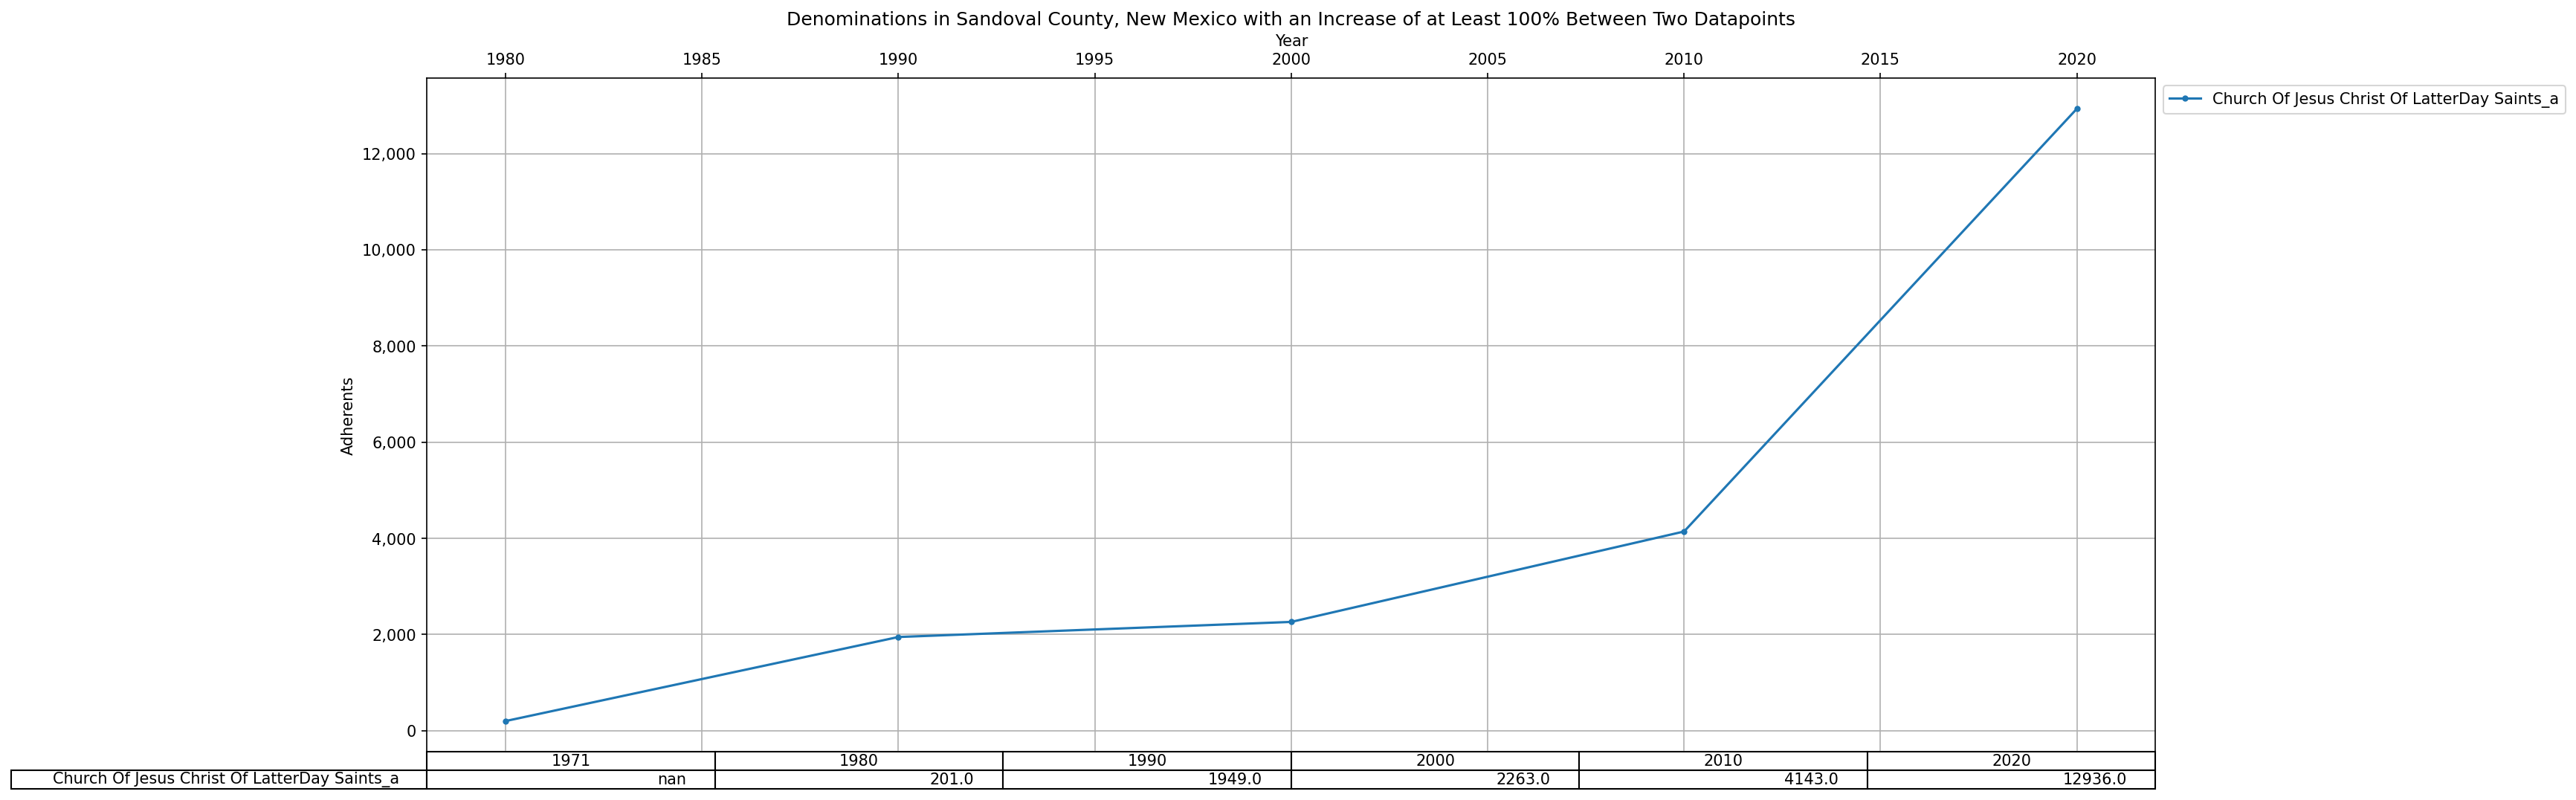 Denominations in Sandoval County, New Mexico with an Increase of at Least 100% Between Two Datapoints
Year
1980 1985 1990 1995 2000 2005 2010 2015 2020
Church Of Jesus Christ Of LatterDay Saints_a
12,000
10,000
8,000
6,000
4,000
2,000
0
Adherents
1971 1980 1990 2000 2010 2020
Church Of Jesus Christ Of LatterDay Saints_a nan 201.0 1949.0 2263.0 4143.0 12936.0